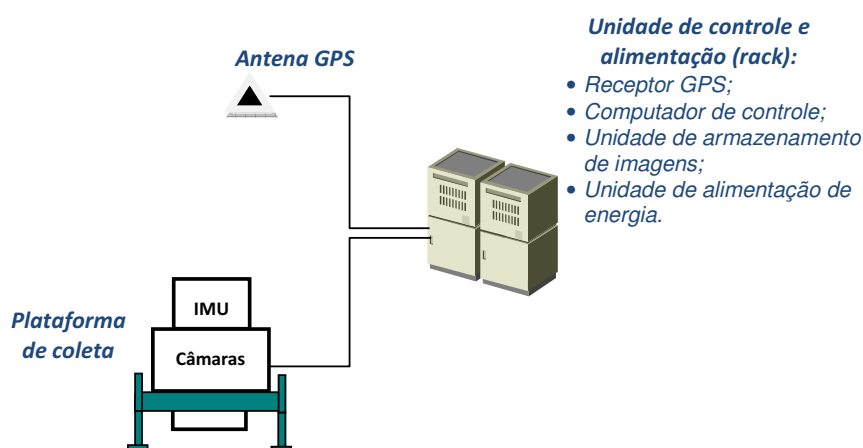 Unidade de controle e
alimentação (rack):
• Receptor GPS;
• Computador de controle;
• Unidade de armazenamento
de imagens;
• Unidade de alimentação de
energia.
Antena GPS
Plataforma
de coleta
IMU
Câmaras